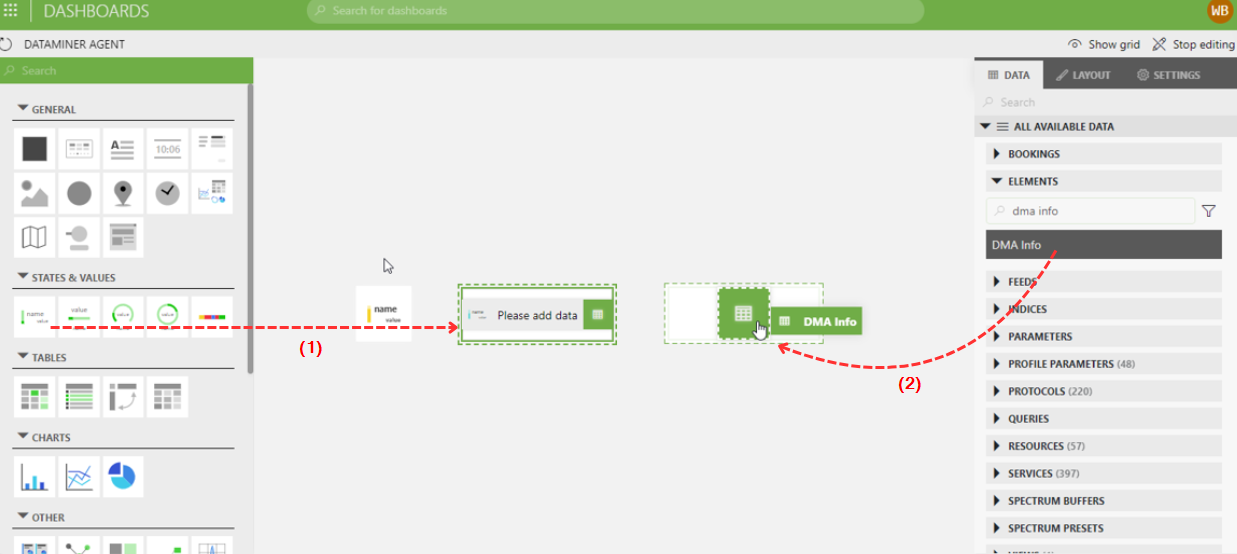 DASHBOARDS
Search for dashboards
WB
DATAMINER AGENT
Show grid
Stop editing
Search
GENERAL
A
10:06
STATES & VALUES
name
value
value
TABLES
CHARTS
OTHER
(1)
name
value
name
value
Please add data
DMA Info
(2)
DATA
LAYOUT
SETTINGS
Search
ALL AVAILABLE DATA
BOOKINGS
ELEMENTS
dma info
DMA Info
FEEDS
INDICES
PARAMETERS
PROFILE PARAMETERS (48)
PROTOCOLS (220)
QUERIES
RESOURCES (57)
SERVICES (397)
SPECTRUM BUFFERS
SPECTRUM PRESETS